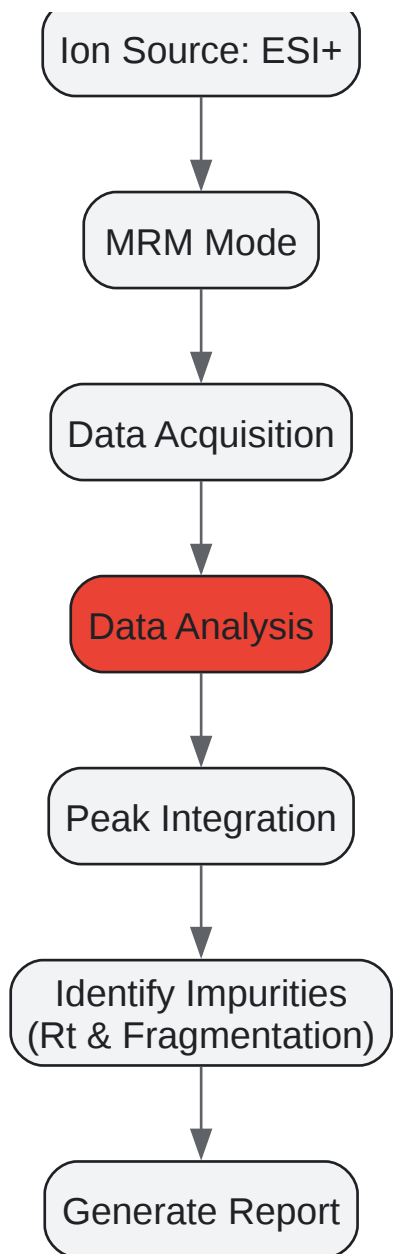 Ion Source: ESI+
MRM Mode
Data Acquisition
Data Analysis
Peak Integration
Identify Impurities
(Rt & Fragmentation)
Generate Report